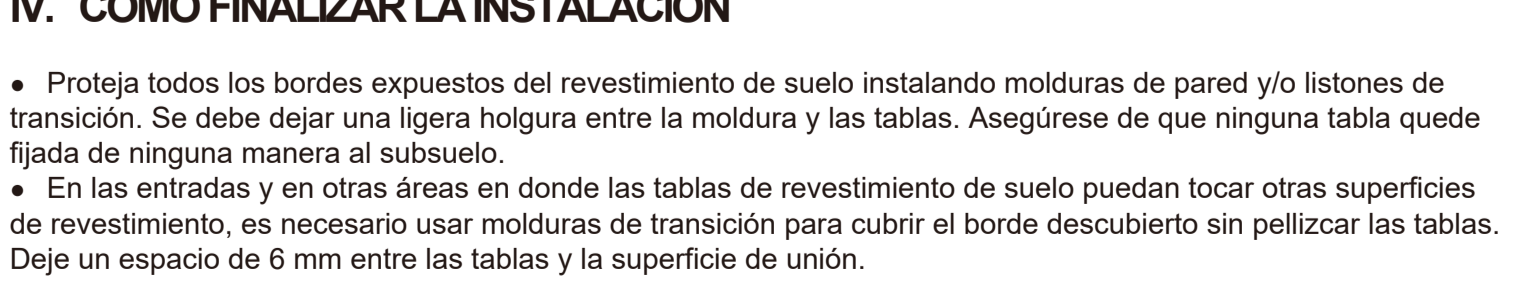 IV. CÓMO FINALIZAR LA INSTALACIÓN
● Proteja todos los bordes expuestos del revestimiento de suelo instalando molduras de pared y/o listones de
transición. Se debe dejar una ligera holgura entre la moldura y las tablas. Asegúrese de que ninguna tabla quede
fijada de ninguna manera al subsuelo.
● En las entradas y en otras áreas en donde las tablas de revestimiento de suelo puedan tocar otras superficies
de revestimiento, es necesario usar molduras de transición para cubrir el borde descubierto sin pellizcar las tablas.
Deje un espacio de 6 mm entre las tablas y la superficie de unión.